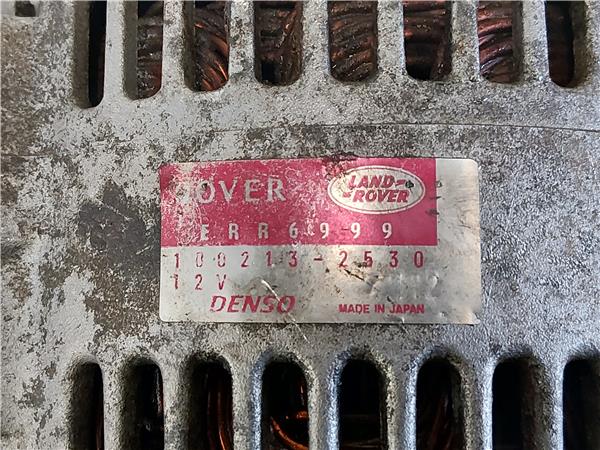 ROVER LAND-ROVER
ERR6999
100213-2530
12V
DENSO MADE IN JAPAN